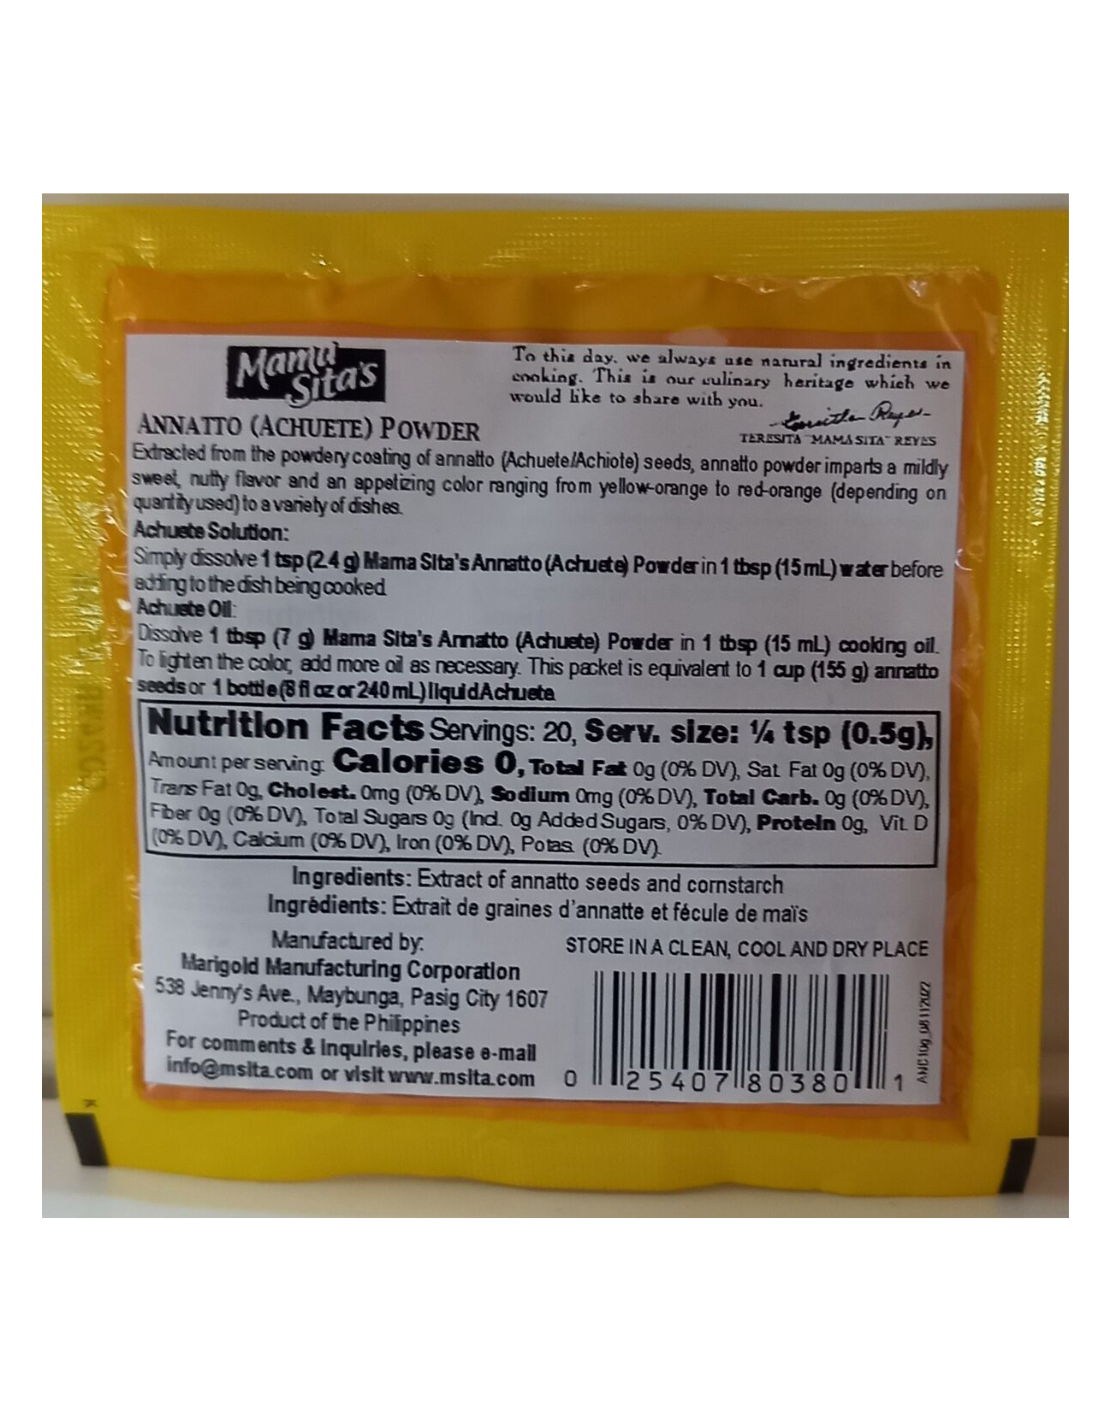 Mama
Sita's
To this day, we always use natural ingredients in
cooking. This is our culinary heritage which we
would like to share with you.
Teresita Reyes
TERESITA "MAMA SITA" REYES
ANNATTO (ACHUETE) POWDER
Extracted from the powdery coating of annatto (Achuete/Achiote) seeds, annatto powder imparts a mildly
sweet, nutty flavor and an appetizing color ranging from yellow-orange to red-orange (depending on
quantity used) to a variety of dishes.
Achuete Solution:
Simply dissolve 1 tsp (2.4 g) Mama Sita's Annatto (Achuete) Powder in 1 tbsp (15 mL) water before
adding to the dish being cooked.
Achuete Oil:
Dissolve 1 tbsp (7 g) Mama Sita's Annatto (Achuete) Powder in 1 tbsp (15 mL) cooking oil.
To lighten the color, add more oil as necessary. This packet is equivalent to 1 cup (155 g) annatto
seeds or 1 bottle (8 fl oz or 240 mL) liquid Achuete
Nutrition Facts Servings: 20, Serv. size: ¼ tsp (0.5g),
Amount per serving: Calories 0, Total Fat 0g (0% DV), Sat. Fat 0g (0% DV),
Trans Fat 0g, Cholest. 0mg (0% DV), Sodium 0mg (0% DV), Total Carb. 0g (0% DV),
Fiber 0g (0% DV), Total Sugars 0g (Incl. 0g Added Sugars, 0% DV), Protein 0g, Vit. D
(0% DV), Calcium (0% DV), Iron (0% DV), Potas. (0% DV).
Ingredients: Extract of annatto seeds and cornstarch
Ingrédients: Extrait de graines d'annatte et fécule de maïs
Manufactured by:
Marigold Manufacturing Corporation
538 Jenny's Ave., Maybunga, Pasig City 1607
Product of the Philippines
For comments & inquiries, please e-mail
info@msita.com or visit www.msita.com
STORE IN A CLEAN, COOL AND DRY PLACE
0 25407 80380 1
ANC10g_08112022
K